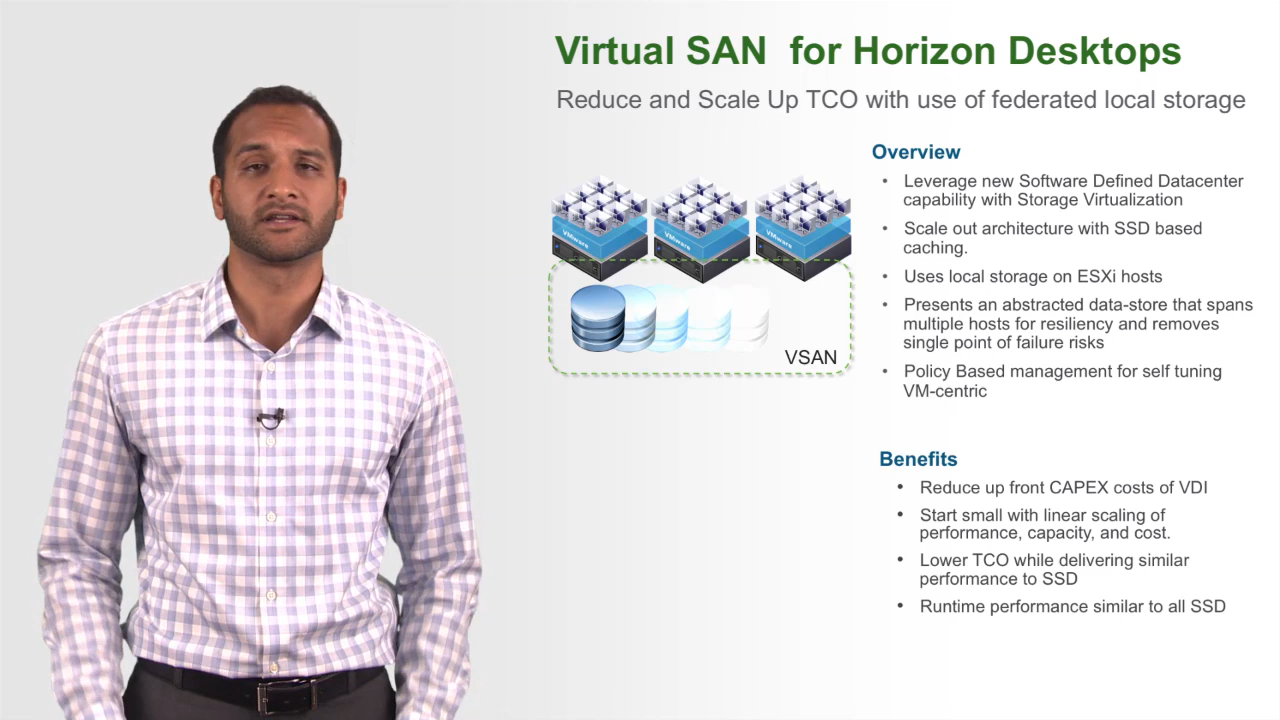 Virtual SAN  for Horizon Desktops
Reduce and Scale Up TCO with use of federated local storage
Overview
• Leverage new Software Defined Datacenter
capability with Storage Virtualization
• Scale out architecture with SSD based
caching.
• Uses local storage on ESXi hosts
• Presents an abstracted data-store that spans
multiple hosts for resiliency and removes
single point of failure risks
• Policy Based management for self tuning
VM-centric
VMware
VMware
VMware
VSAN
Benefits
• Reduce up front CAPEX costs of VDI
• Start small with linear scaling of
performance, capacity, and cost.
• Lower TCO while delivering similar
performance to SSD
• Runtime performance similar to all SSD